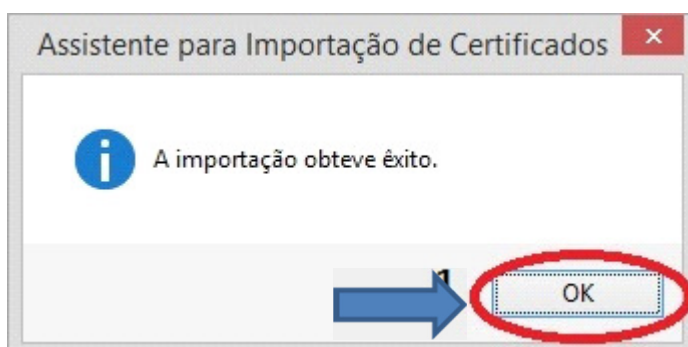 Assistente para Importação de Certificados
A importação obteve êxito.
1
OK